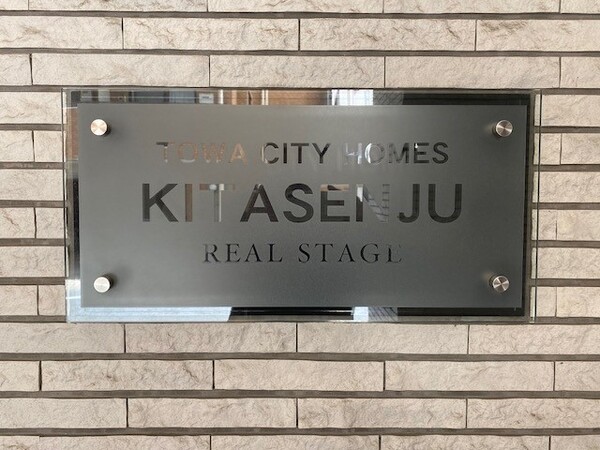 TOWA CITY HOMES
KITASENJU
REAL STAGE